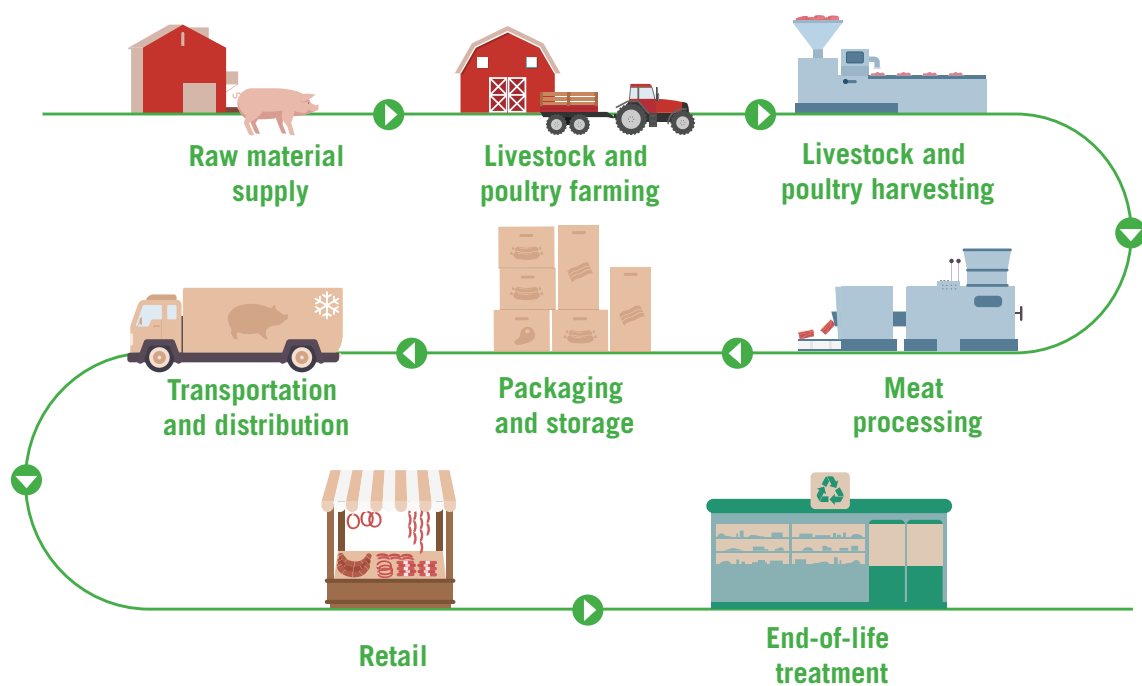 Raw material
supply
Livestock and
poultry farming
Livestock and
poultry harvesting
Transportation
and distribution
Packaging
and storage
Meat
processing
Retail
End-of-life
treatment